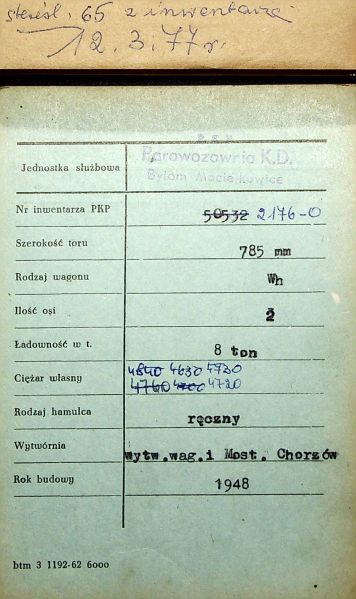 skreśl. 65 z inwentarza
12.3.77 r.
P.K.P.
Parowozownia K.D.
Jednostka służbowa
Bytom Maciejkowice
Nr inwentarza PKP 50532 2176-0
Szerokość toru 785 mm
Rodzaj wagonu Wh
Ilość osi 2
Ładowność w t. 8 ton
4840 4630 4730
Ciężar własny
4760 4700 4720
Rodzaj hamulca ręczny
Wytwórnia wytw.wag.i Most. Chorzów
Rok budowy 1948
btm 3 1192-62 6000